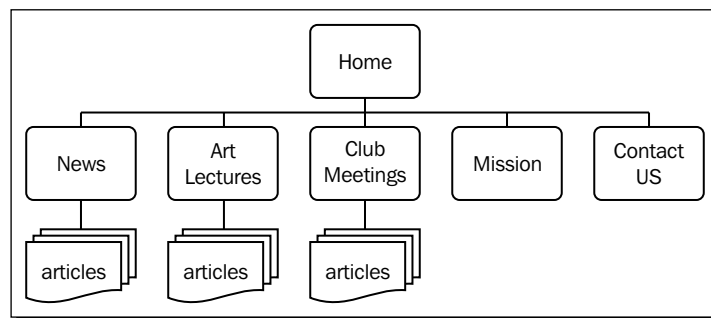 Home
News
Art
Lectures
Club
Meetings
Mission
Contact
US
articles
articles
articles